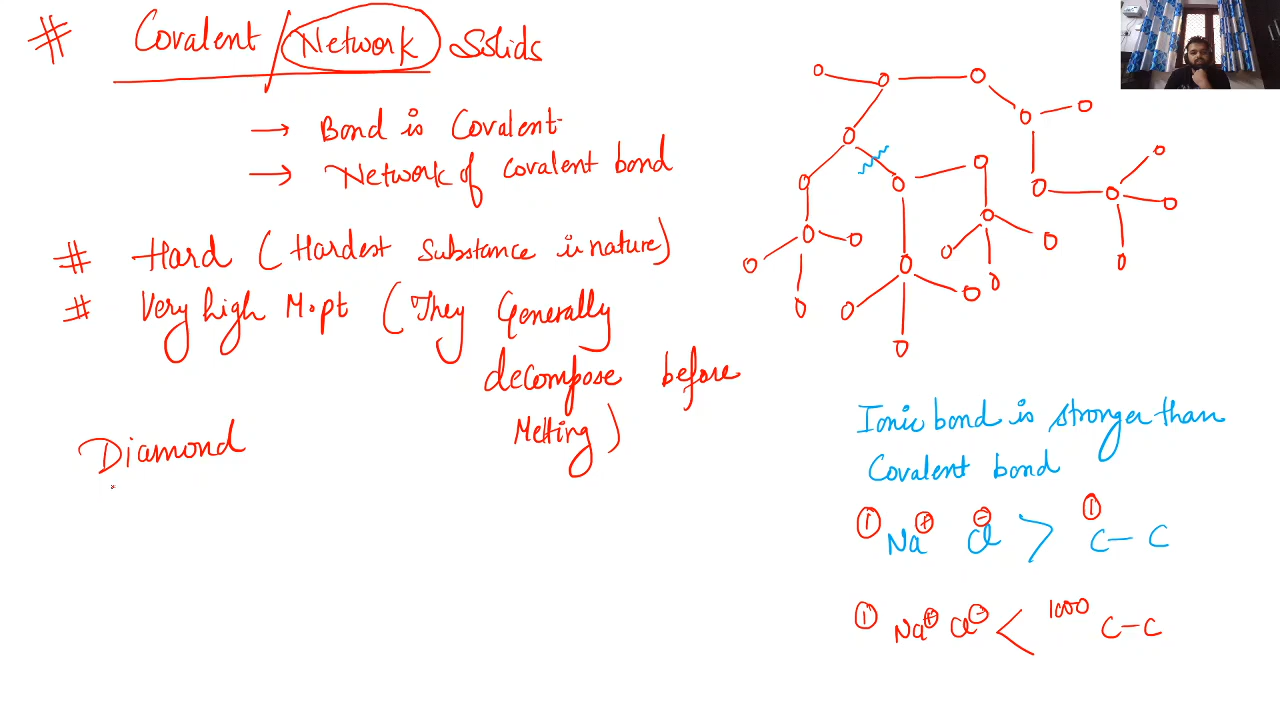 # Covalent / Network Solids
→ Bond is Covalent
→ Network of Covalent bond
# Hard (Hardest Substance in nature)
# Very high M.pt (They Generally
decompose before
Melting)
Diamond
Ionic bond is stronger than
Covalent bond
① Na⊕ Cl⊖ > ① C–C
① Na⊕ Cl⊖ < 1000 C–C